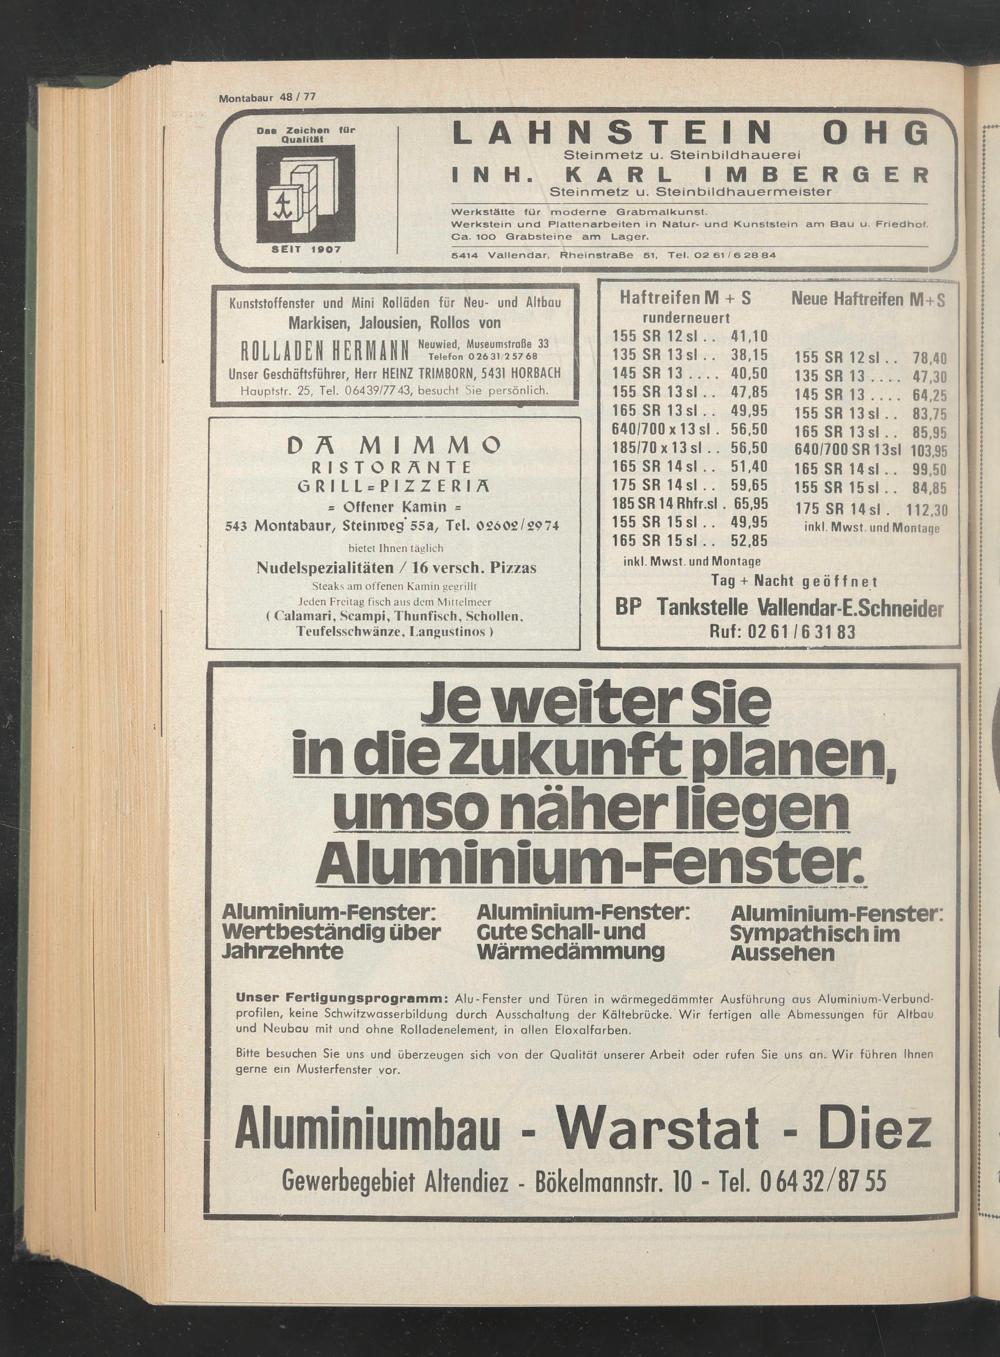 Montabaur 48 / 77
Das Zeichen für
Qualität
SEIT 1907
LAHNSTEIN OHG
Steinmetz u. Steinbildhauerei
INH. KARL IMBERGER
Steinmetz u. Steinbildhauermeister
Werkstätte für moderne Grabmalkunst.
Werkstein und Plattenarbeiten in Natur- und Kunststein am Bau u. Friedhof.
Ca. 100 Grabsteine am Lager.
5414 Vallendar, Rheinstraße 51, Tel. 02 61 / 6 28 84
Kunststoffenster und Mini Rolläden für Neu- und Altbau
Markisen, Jalousien, Rollos von
ROLLADEN HERMANN Neuwied, Museumstraße 33
Telefon 0 26 31 / 2 57 68
Unser Geschäftsführer, Herr HEINZ TRIMBORN, 5431 HORBACH
Hauptstr. 25, Tel. 06439/77 43, besucht Sie persönlich.
DA MIMMO
RISTORANTE
GRILL=PIZZERIA
= Offener Kamin =
543 Montabaur, Steinweg 55a, Tel. 02602/2974
bietet Ihnen täglich
Nudelspezialitäten / 16 versch. Pizzas
Steaks am offenen Kamin gegrillt
Jeden Freitag fisch aus dem Mittelmeer
( Calamari, Scampi, Thunfisch, Schollen,
Teufelsschwänze, Langustinos )
Haftreifen M + S
runderneuert
155 SR 12 sl . . 41,10
135 SR 13 sl . . 38,15
145 SR 13 . . . . 40,50
155 SR 13 sl . . 47,85
165 SR 13 sl . . 49,95
640/700 x 13 sl . 56,50
185/70 x 13 sl . . 56,50
165 SR 14 sl . . 51,40
175 SR 14 sl . . 59,65
185 SR 14 Rhfr.sl . 65,95
155 SR 15 sl . . 49,95
165 SR 15 sl . . 52,85
inkl. Mwst. und Montage
Neue Haftreifen M+S
155 SR 12 sl . . 78,40
135 SR 13 . . . . 47,30
145 SR 13 . . . . 64,25
155 SR 13 sl . . 83,75
165 SR 13 sl . . 85,95
640/700 SR 13sl 103,95
165 SR 14 sl . . 99,50
155 SR 15 sl . . 84,85
175 SR 14 sl . 112,30
inkl. Mwst. und Montage
Tag + Nacht geöffnet
BP Tankstelle Vallendar-E.Schneider
Ruf: 02 61 / 6 31 83
Je weiter Sie
in die Zukunft planen,
umso näher liegen
Aluminium-Fenster.
Aluminium-Fenster:
Wertbeständig über
Jahrzehnte
Aluminium-Fenster:
Gute Schall- und
Wärmedämmung
Aluminium-Fenster:
Sympathisch im
Aussehen
Unser Fertigungsprogramm: Alu-Fenster und Türen in wärmegedämmter Ausführung aus Aluminium-Verbund-
profilen, keine Schwitzwasserbildung durch Ausschaltung der Kältebrücke. Wir fertigen alle Abmessungen für Altbau
und Neubau mit und ohne Rolladenelement, in allen Eloxalfarben.
Bitte besuchen Sie uns und überzeugen sich von der Qualität unserer Arbeit oder rufen Sie uns an. Wir führen Ihnen
gerne ein Musterfenster vor.
Aluminiumbau - Warstat - Diez
Gewerbegebiet Altendiez - Bökelmannstr. 10 - Tel. 0 64 32/87 55